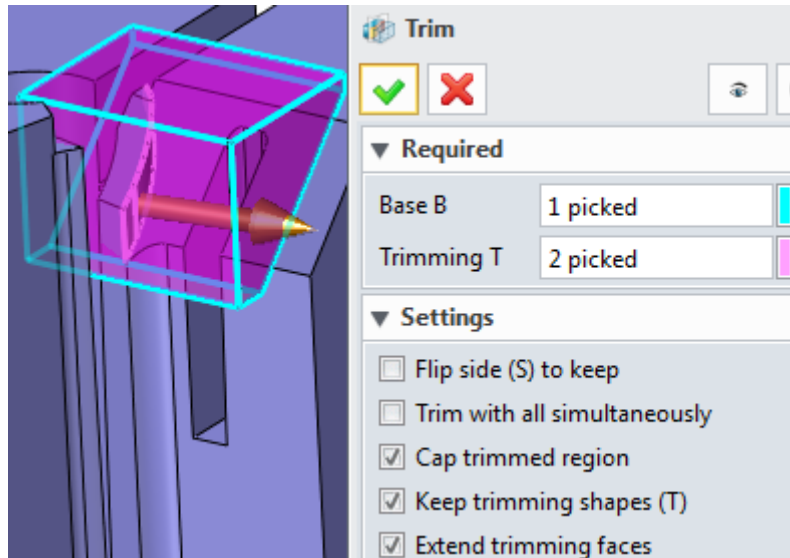 Trim
Required
Base B 1 picked
Trimming T 2 picked
Settings
Flip side (S) to keep
Trim with all simultaneously
Cap trimmed region
Keep trimming shapes (T)
Extend trimming faces